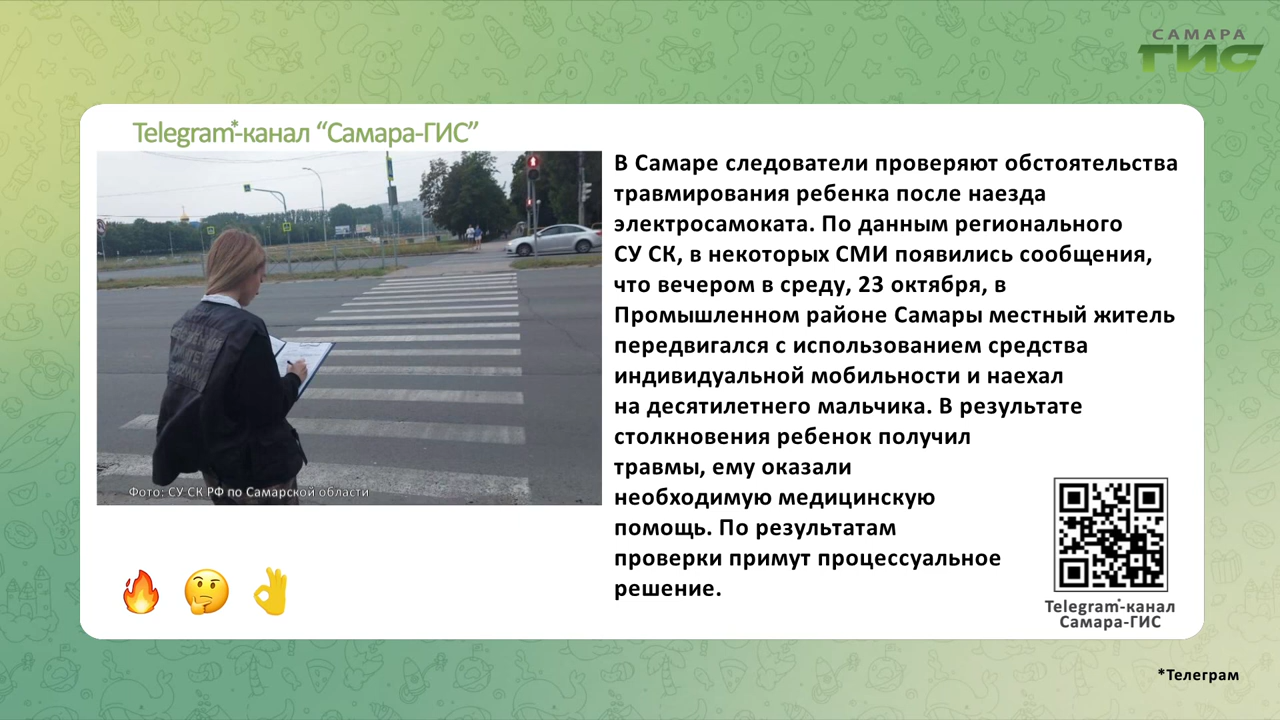 САМАРА
ГИС
Telegram*-канал “Самара-ГИС”
В Самаре следователи проверяют обстоятельства
травмирования ребенка после наезда
электросамоката. По данным регионального
СУ СК, в некоторых СМИ появились сообщения,
что вечером в среду, 23 октября, в
Промышленном районе Самары местный житель
передвигался с использованием средства
индивидуальной мобильности и наехал
на десятилетнего мальчика. В результате
столкновения ребенок получил
травмы, ему оказали
необходимую медицинскую
помощь. По результатам
проверки примут процессуальное
решение.
Фото: СУ СК РФ по Самарской области
Telegram*-канал
Самара-ГИС
*Телеграм